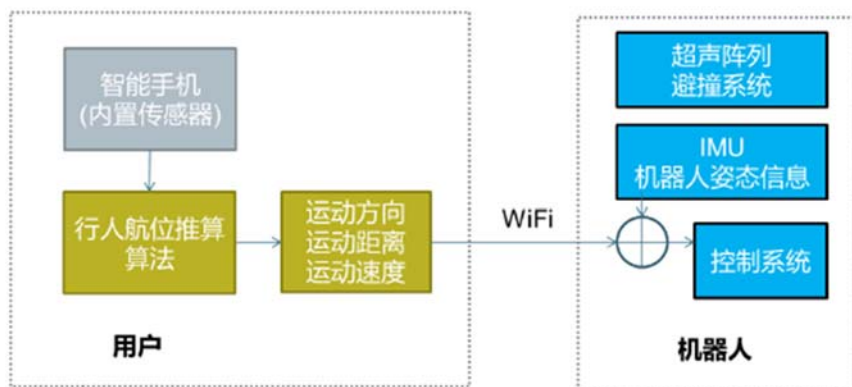 智能手机
(内置传感器)
行人航位推算
算法
运动方向
运动距离
运动速度
用户
WiFi
超声阵列
避撞系统
IMU
机器人姿态信息
控制系统
机器人